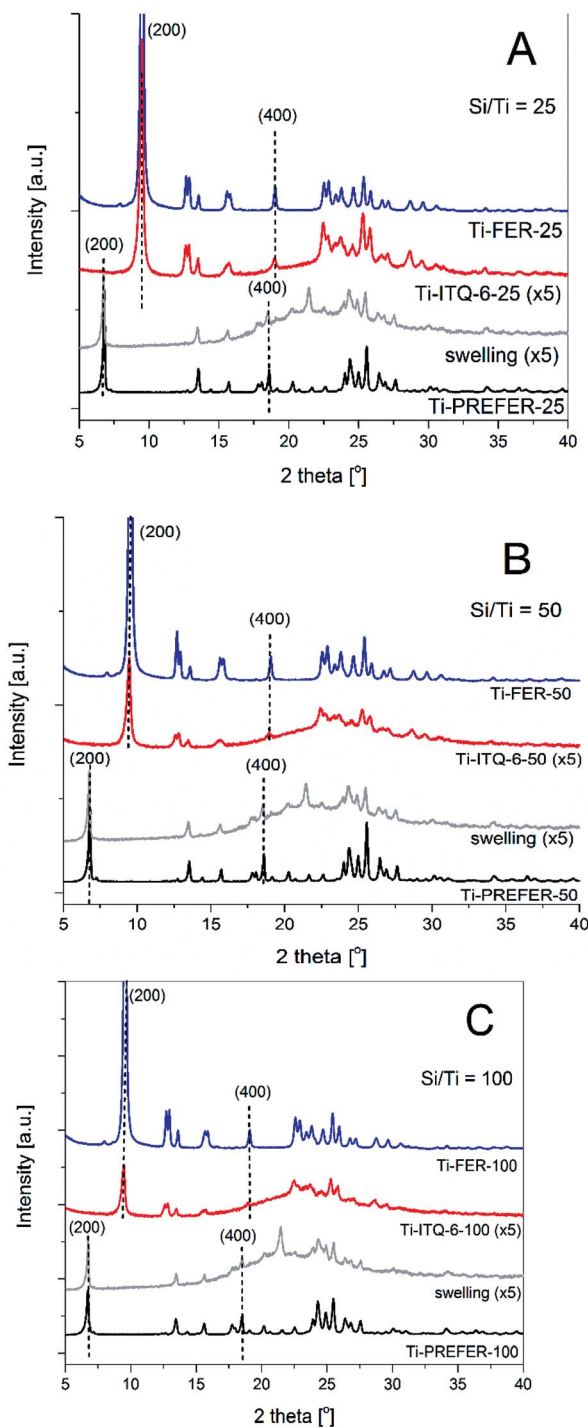 (200)
A
Si/Ti = 25
(400)
Ti-FER-25
(200)
Ti-ITQ-6-25 (x5)
(400)
swelling (x5)
Ti-PREFER-25
Intensity [a.u.]
5 10 15 20 25 30 35 40
2 theta [°]
(200)
B
Si/Ti = 50
(400)
Ti-FER-50
Ti-ITQ-6-50 (x5)
(200)
(400)
swelling (x5)
Ti-PREFER-50
Intensity [a.u.]
5 10 15 20 25 30 35 40
2 theta [°]
(200)
C
Si/Ti = 100
(400)
Ti-FER-100
Ti-ITQ-6-100 (x5)
(200)
(400)
swelling (x5)
Ti-PREFER-100
Intensity [a.u.]
5 10 15 20 25 30 35 40
2 theta [°]